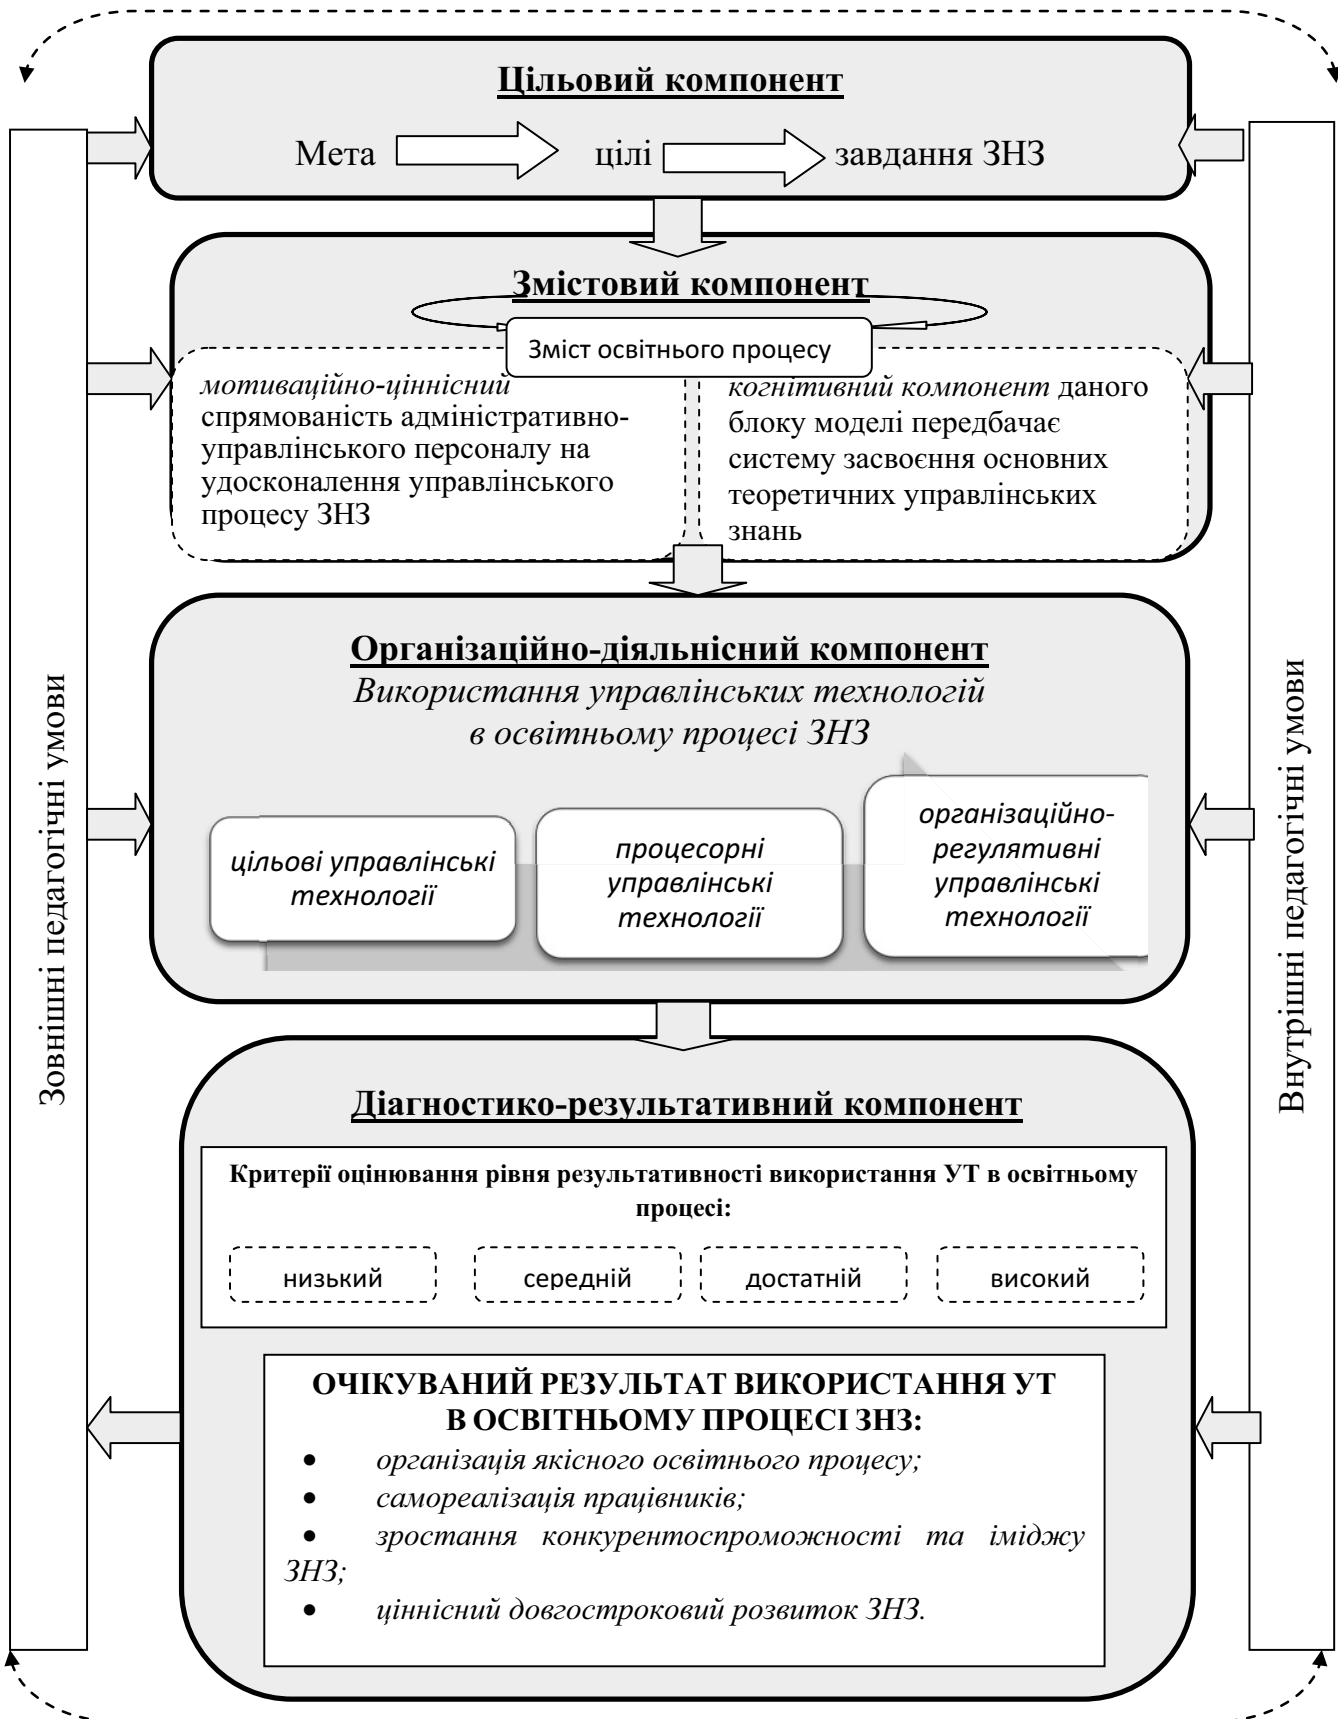 Цільовий компонент
Мета цілі завдання ЗНЗ
Змістовий компонент
Зміст освітнього процесу
мотиваційно-ціннісний
спрямованість адміністративно-
управлінського персоналу на
удосконалення управлінського
процесу ЗНЗ
когнітивний компонент даного
блоку моделі передбачає
систему засвоєння основних
теоретичних управлінських
знань
Організаційно-діяльнісний компонент
Використання управлінських технологій
в освітньому процесі ЗНЗ
цільові управлінські
технології
процесорні
управлінські
технології
організаційно-
регулятивні
управлінські
технології
Діагностико-результативний компонент
Критерії оцінювання рівня результативності використання УТ в освітньому
процесі:
низький
середній
достатній
високий
ОЧІКУВАНИЙ РЕЗУЛЬТАТ ВИКОРИСТАННЯ УТ
В ОСВІТНЬОМУ ПРОЦЕСІ ЗНЗ:
• організація якісного освітнього процесу;
• самореалізація працівників;
• зростання конкурентоспроможності та іміджу
ЗНЗ;
• ціннісний довгостроковий розвиток ЗНЗ.
Зовнішні педагогічні умови
Внутрішні педагогічні умови